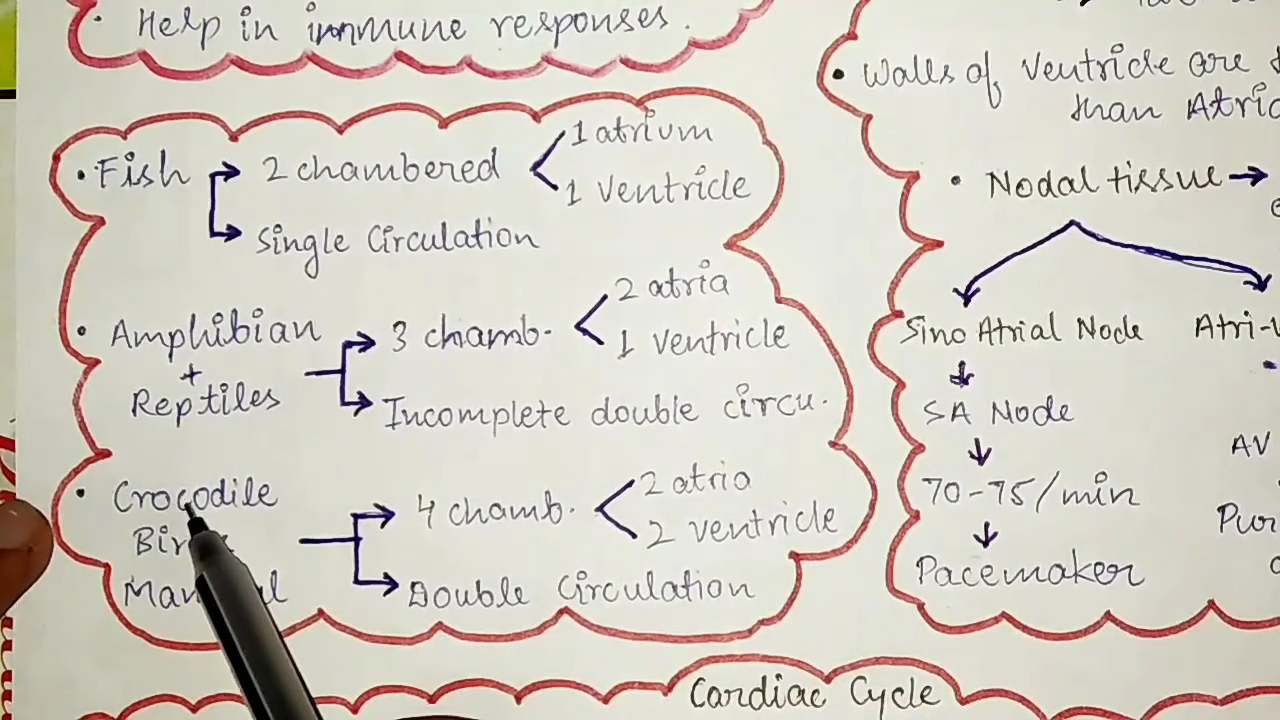 • Help in immune responses.
• Fish → 2 chambered < 1 atrium
1 ventricle
→ Single Circulation
• Amphibian + Reptiles → 3 chamb. < 2 atria
1 ventricle
→ Incomplete double circu.
• Crocodile
→ 4 chamb. < 2 atria
2 ventricle
→ Double Circulation
• Walls of ventricle are
than Atri
• Nodal tissue →
Sino Atrial Node
↓
SA Node
↓
70-75/min
↓
Pacemaker
Atri-
AV
Pur
Cardiac Cycle